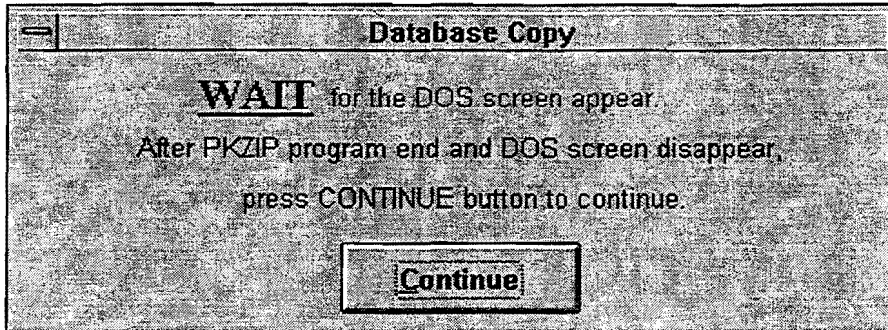 Database Copy
WAIT for the DOS screen appear.
After PKZIP program end and DOS screen disappear,
press CONTINUE button to continue.
Continue